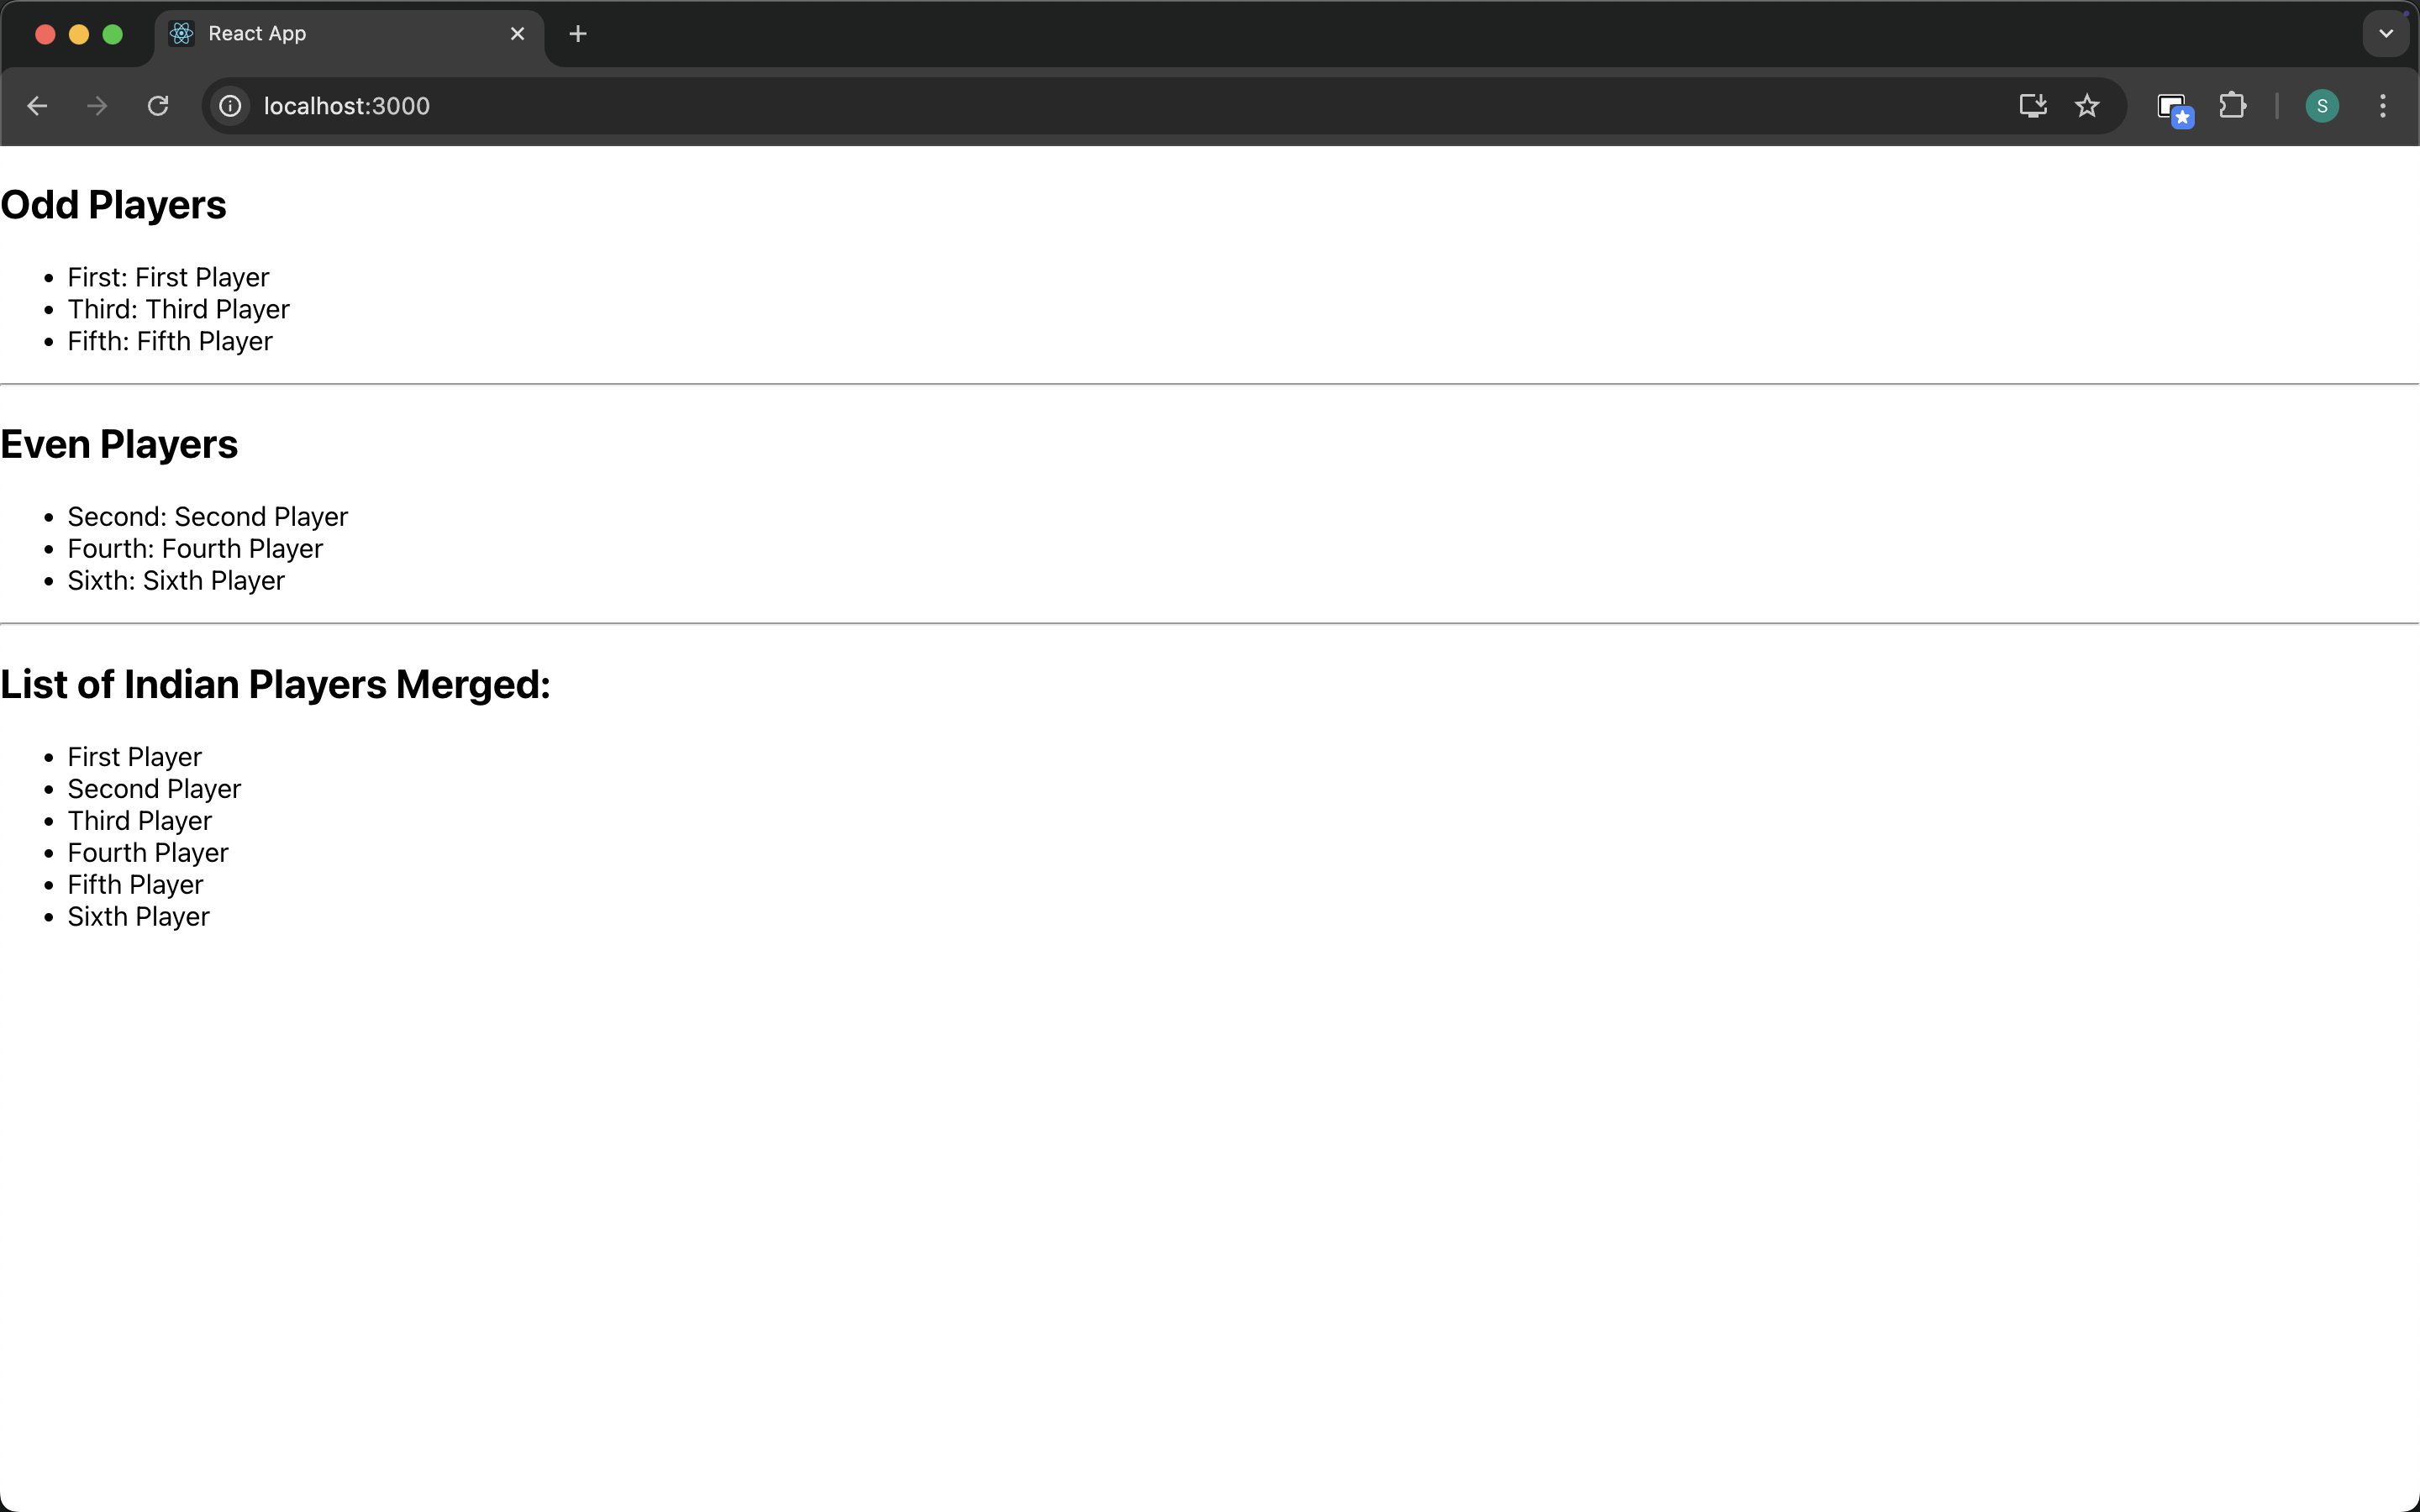 React App
localhost:3000
S
Odd Players
First: First Player
Third: Third Player
Fifth: Fifth Player
Even Players
Second: Second Player
Fourth: Fourth Player
Sixth: Sixth Player
List of Indian Players Merged:
First Player
Second Player
Third Player
Fourth Player
Fifth Player
Sixth Player